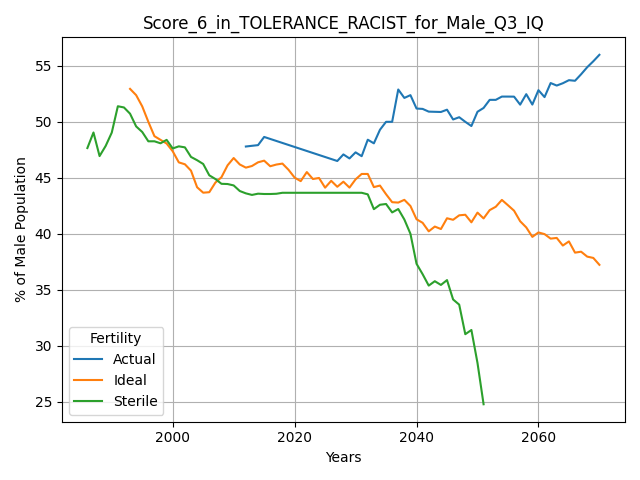 Score_6_in_TOLERANCE_RACIST_for_Male_Q3_IQ
% of Male Population
55
50
45
40
35
30
25
Fertility
Actual
Ideal
Sterile
2000 2020 2040 2060
Years